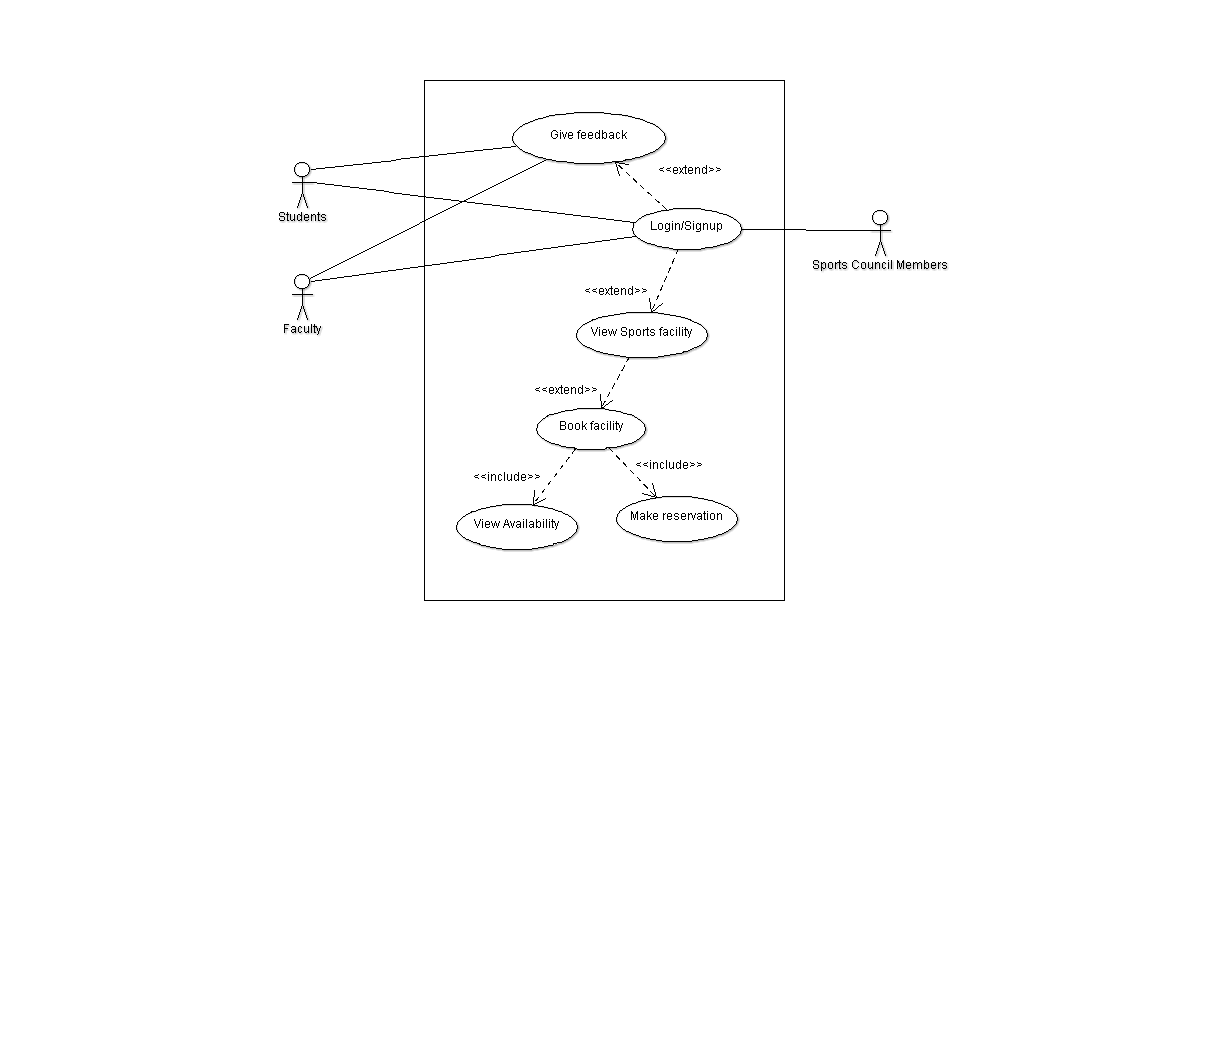 Give feedback
<<extend>>
Students
Login/Signup
Sports Council Members
<<extend>>
Faculty
View Sports facility
<<extend>>
Book facility
<<include>>
<<include>>
View Availability
Make reservation